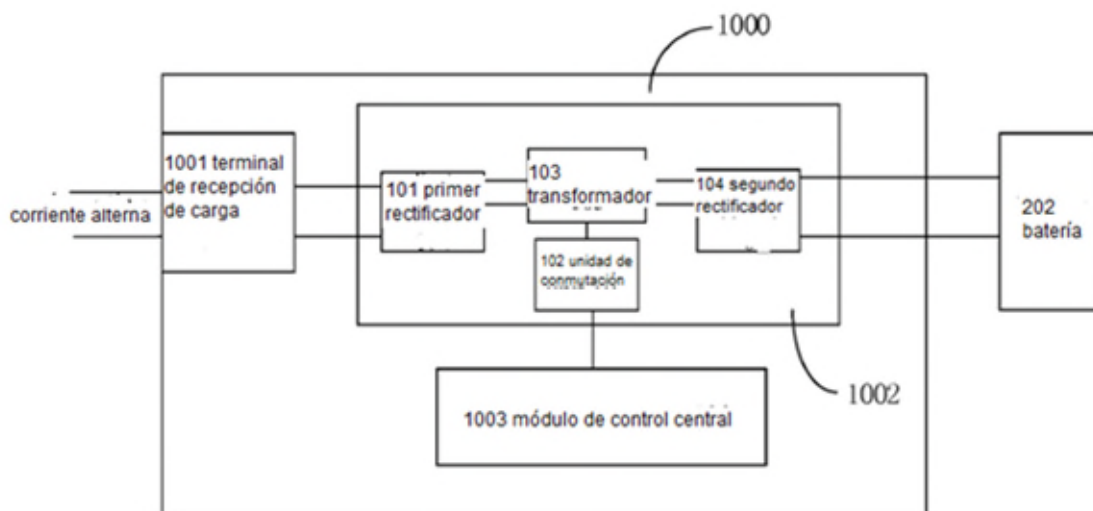 1000
1001 terminal
de recepción
de carga
corriente alterna
101 primer
rectificador
103
transformador
104 segundo
rectificador
202
batería
102 unidad de
conmutación
1002
1003 módulo de control central